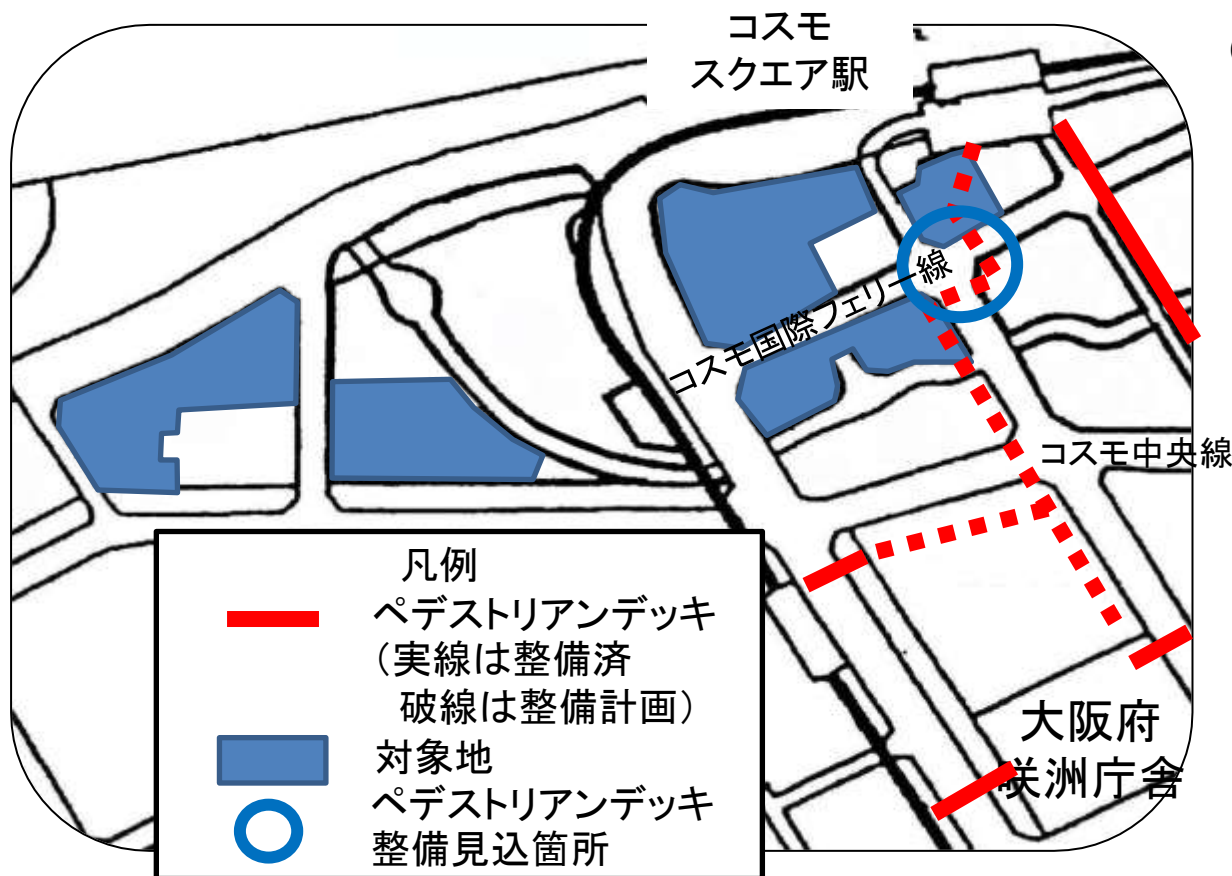 コスモ
スクエア駅
コスモ国際フェリー線
コスモ中央線
凡例
ペデストリアンデッキ
（実線は整備済
破線は整備計画）
対象地
ペデストリアンデッキ
整備見込箇所
大阪府
咲洲庁舎